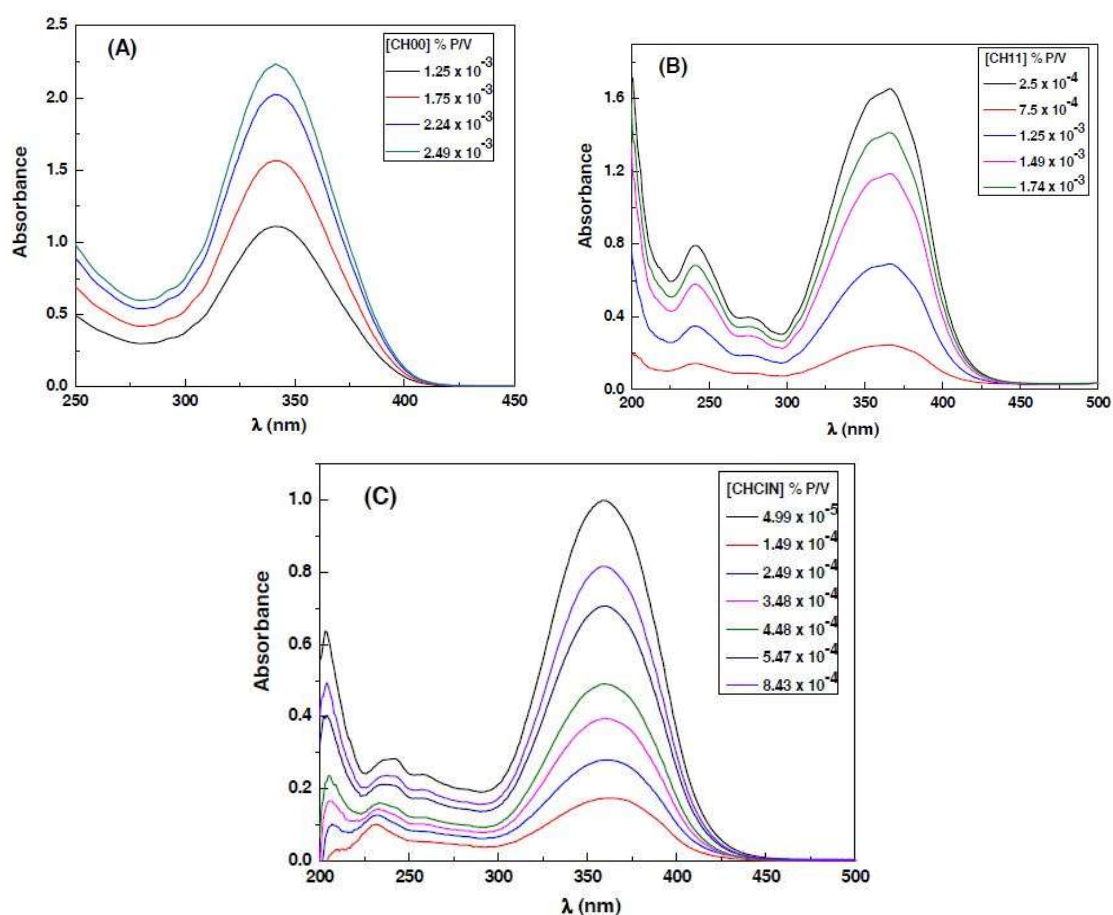 (A)
[CH00] % P/V
1.25 x 10⁻³
1.75 x 10⁻³
2.24 x 10⁻³
2.49 x 10⁻³
2.5
2.0
1.5
1.0
0.5
0.0
Absorbance
250 300 350 400 450
λ (nm)
(B)
[CH11] % P/V
2.5 x 10⁻⁴
7.5 x 10⁻⁴
1.25 x 10⁻³
1.49 x 10⁻³
1.74 x 10⁻³
1.6
1.2
0.8
0.4
0.0
Absorbance
200 250 300 350 400 450 500
λ (nm)
(C)
[CHCIN] % P/V
4.99 x 10⁻⁵
1.49 x 10⁻⁴
2.49 x 10⁻⁴
3.48 x 10⁻⁴
4.48 x 10⁻⁴
5.47 x 10⁻⁴
8.43 x 10⁻⁴
1.0
0.8
0.6
0.4
0.2
0.0
Absorbance
200 250 300 350 400 450 500
λ (nm)